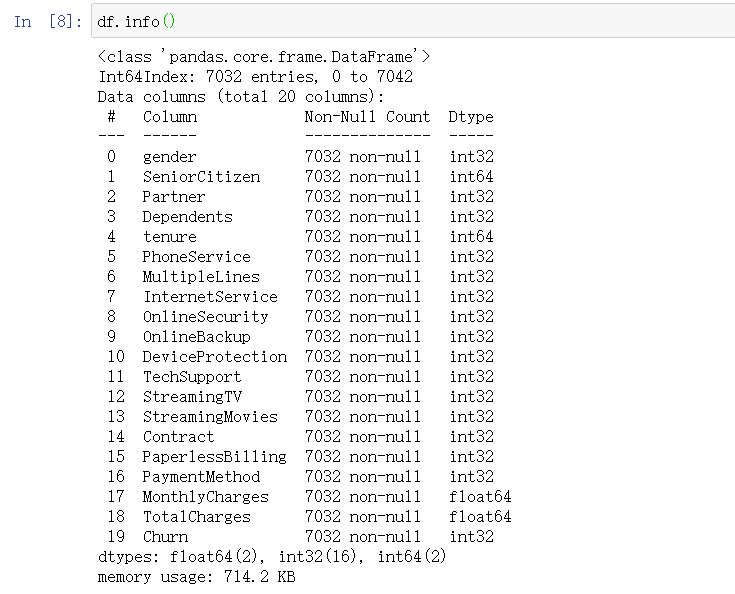 In [8]: df.info()
<class 'pandas.core.frame.DataFrame'>
Int64Index: 7032 entries, 0 to 7042
Data columns (total 20 columns):
 #   Column            Non-Null Count  Dtype
---  ------            --------------  -----
 0   gender            7032 non-null   int32
 1   SeniorCitizen     7032 non-null   int64
 2   Partner           7032 non-null   int32
 3   Dependents        7032 non-null   int32
 4   tenure            7032 non-null   int64
 5   PhoneService      7032 non-null   int32
 6   MultipleLines     7032 non-null   int32
 7   InternetService   7032 non-null   int32
 8   OnlineSecurity    7032 non-null   int32
 9   OnlineBackup      7032 non-null   int32
 10  DeviceProtection  7032 non-null   int32
 11  TechSupport       7032 non-null   int32
 12  StreamingTV       7032 non-null   int32
 13  StreamingMovies   7032 non-null   int32
 14  Contract          7032 non-null   int32
 15  PaperlessBilling  7032 non-null   int32
 16  PaymentMethod     7032 non-null   int32
 17  MonthlyCharges    7032 non-null   float64
 18  TotalCharges      7032 non-null   float64
 19  Churn             7032 non-null   int32
dtypes: float64(2), int32(16), int64(2)
memory usage: 714.2 KB